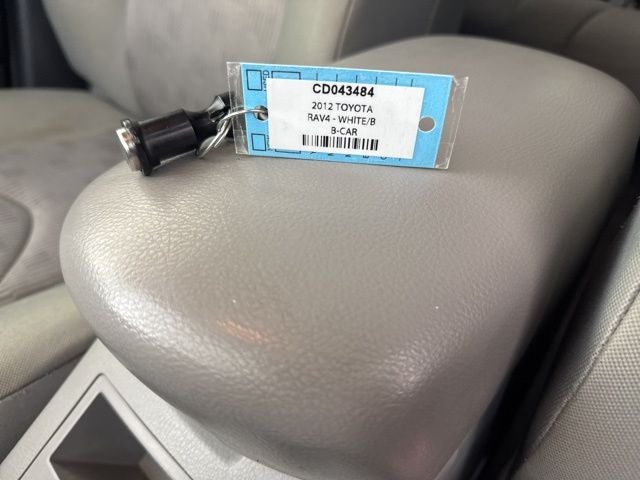 CD043484
2012 TOYOTA
RAV4 - WHITE/B
B-CAR